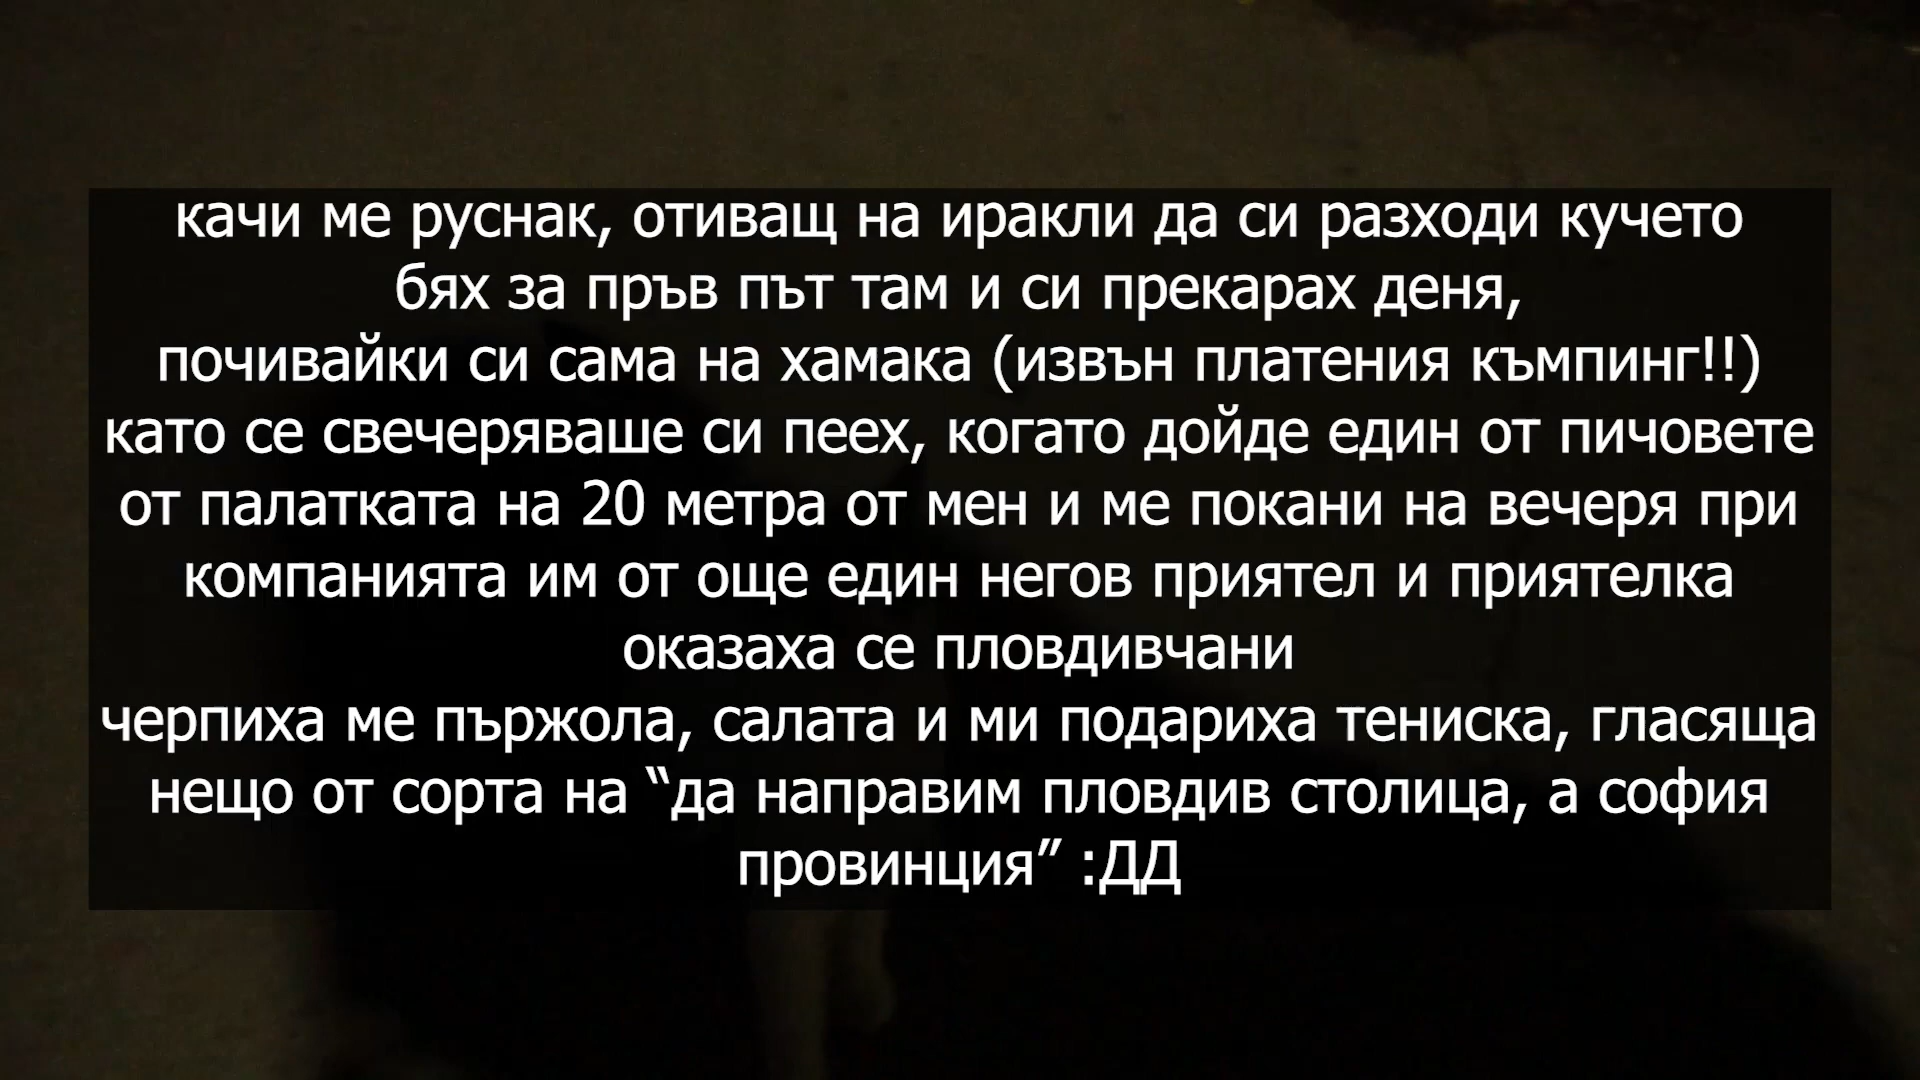 качи ме руснак, отиващ на иракли да си разходи кучето
бях за пръв път там и си прекарах деня,
почивайки си сама на хамака (извън платения къмпинг!!)
като се свечеряваше си пеех, когато дойде един от пичовете
от палатката на 20 метра от мен и ме покани на вечеря при
компанията им от още един негов приятел и приятелка
оказаха се пловдивчани
черпиха ме пържола, салата и ми подариха тениска, гласяща
нещо от сорта на “да направим пловдив столица, а софия
провинция” :ДД